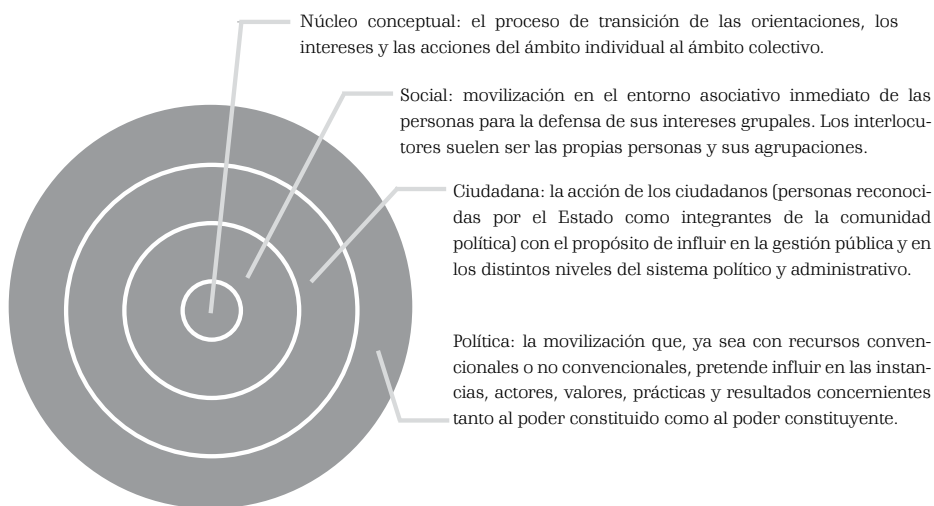 Núcleo conceptual: el proceso de transición de las orientaciones, los
intereses y las acciones del ámbito individual al ámbito colectivo.
Social: movilización en el entorno asociativo inmediato de las
personas para la defensa de sus intereses grupales. Los interlocu-
tores suelen ser las propias personas y sus agrupaciones.
Ciudadana: la acción de los ciudadanos (personas reconoci-
das por el Estado como integrantes de la comunidad
política) con el propósito de influir en la gestión pública y en
los distintos niveles del sistema político y administrativo.
Política: la movilización que, ya sea con recursos conven-
cionales o no convencionales, pretende influir en las instan-
cias, actores, valores, prácticas y resultados concernientes
tanto al poder constituido como al poder constituyente.